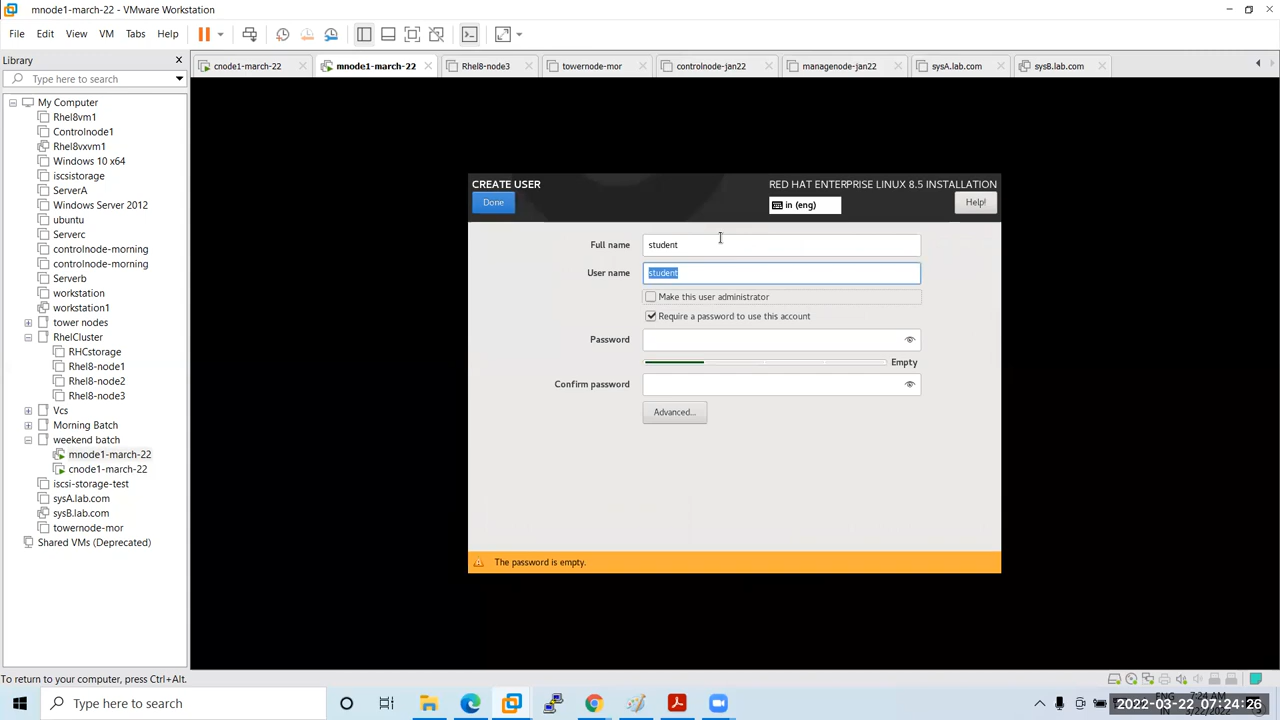 mnode1-march-22 - VMware Workstation
File Edit View VM Tabs Help
Library
Type here to search
My Computer
Rhel8vm1
Controlnode1
Rhel8vxvm1
Windows 10 x64
iscsistorage
ServerA
Windows Server 2012
ubuntu
Serverc
controlnode-morning
controlnode-morning
Serverb
workstation
workstation1
tower nodes
RhelCluster
RHCstorage
Rhel8-node1
Rhel8-node2
Rhel8-node3
Vcs
Morning Batch
weekend batch
mnode1-march-22
cnode1-march-22
iscsi-storage-test
sysA.lab.com
sysB.lab.com
towernode-mor
Shared VMs (Deprecated)
cnode1-march-22 mnode1-march-22 Rhel8-node3 towernode-mor controlnode-jan22 managenode-jan22 sysA.lab.com sysB.lab.com
CREATE USER
RED HAT ENTERPRISE LINUX 8.5 INSTALLATION
Done
in (eng)
Help!
Full name student
User name student
Make this user administrator
Require a password to use this account
Password
Empty
Confirm password
Advanced...
The password is empty.
To return to your computer, press Ctrl+Alt.
Type here to search
ENG
IN
7:24 AM
2022-03-22 07:24:26